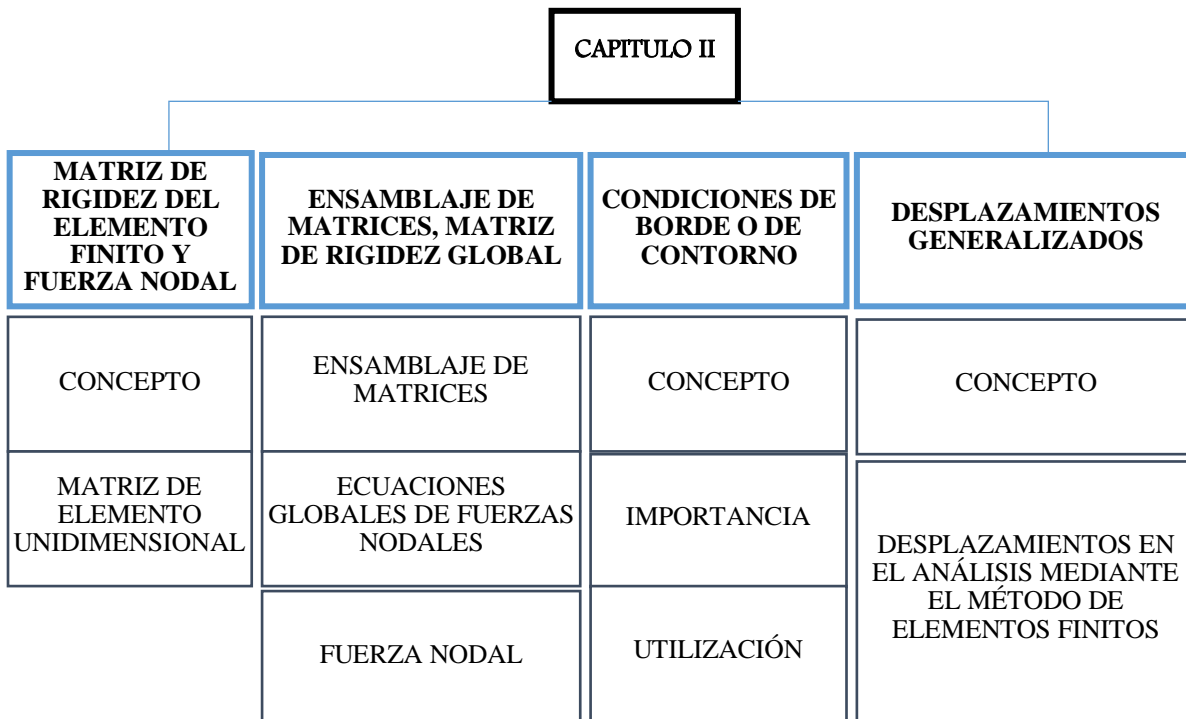 CAPITULO II
MATRIZ DE
RIGIDEZ DEL
ELEMENTO
FINITO Y
FUERZA NODAL
CONCEPTO
MATRIZ DE
ELEMENTO
UNIDIMENSIONAL
ENSAMBLAJE DE
MATRICES, MATRIZ
DE RIGIDEZ GLOBAL
ENSAMBLAJE DE
MATRICES
ECUACIONES
GLOBALES DE FUERZAS
NODALES
FUERZA NODAL
CONDICIONES DE
BORDE O DE
CONTORNO
CONCEPTO
IMPORTANCIA
UTILIZACIÓN
DESPLAZAMIENTOS
GENERALIZADOS
CONCEPTO
DESPLAZAMIENTOS EN
EL ANÁLISIS MEDIANTE
EL MÉTODO DE
ELEMENTOS FINITOS